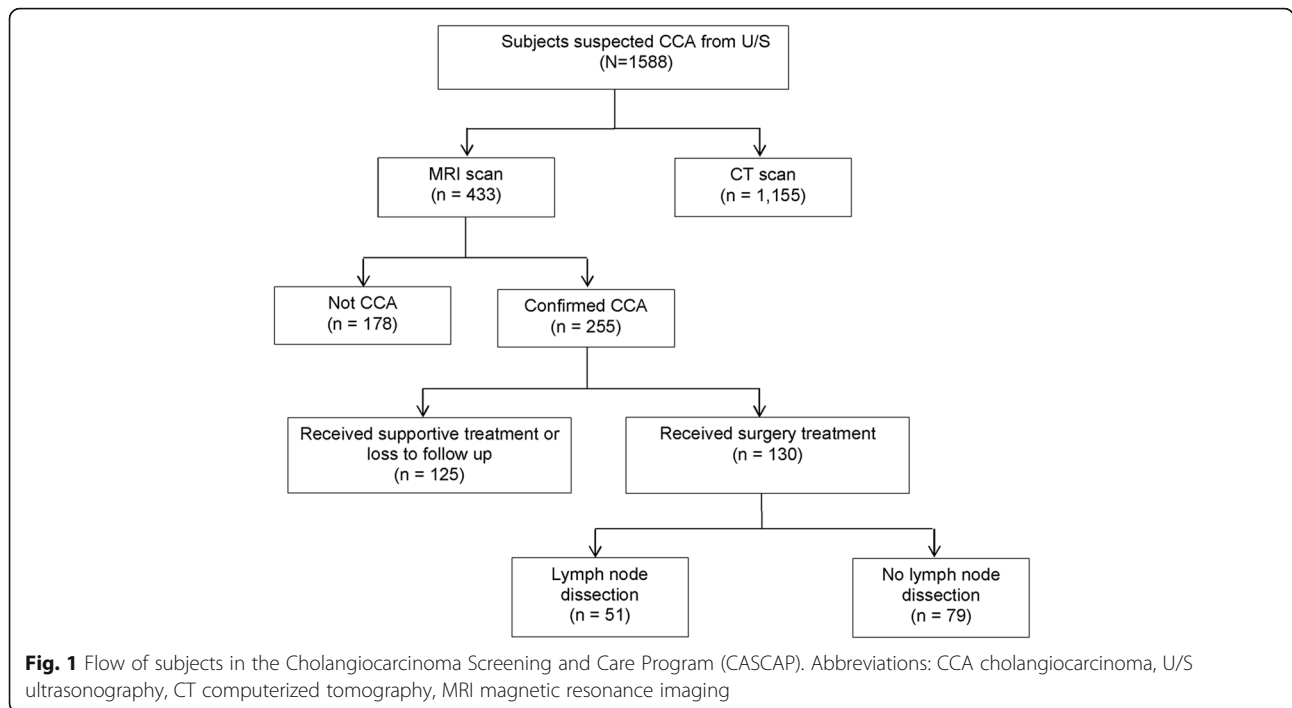 Subjects suspected CCA from U/S
(N=1588)
MRI scan
(n = 433)
CT scan
(n = 1,155)
Not CCA
(n = 178)
Confirmed CCA
(n = 255)
Received supportive treatment or
loss to follow up
(n = 125)
Received surgery treatment
(n = 130)
Lymph node
dissection
(n = 51)
No lymph node
dissection
(n = 79)
Fig. 1 Flow of subjects in the Cholangiocarcinoma Screening and Care Program (CASCAP). Abbreviations: CCA cholangiocarcinoma, U/S
ultrasonography, CT computerized tomography, MRI magnetic resonance imaging